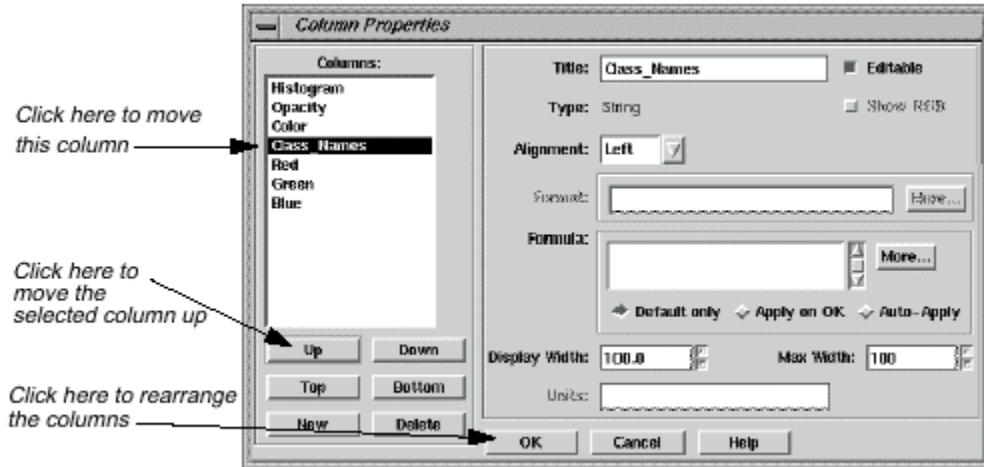 Column Properties
Columns:
Histogram
Opacity
Color
Class_Names
Red
Green
Blue
Up
Down
Top
Bottom
New
Delete
Title:
Class_Names
Editable
Type:
String
Show RGB
Alignment:
Left
Format:
More...
Formula:
More...
Default only
Apply on OK
Auto-Apply
Display Width:
100.0
Max Width:
100
Units:
OK
Cancel
Help
Click here to move
this column
Click here to
move the
selected column up
Click here to rearrange
the columns